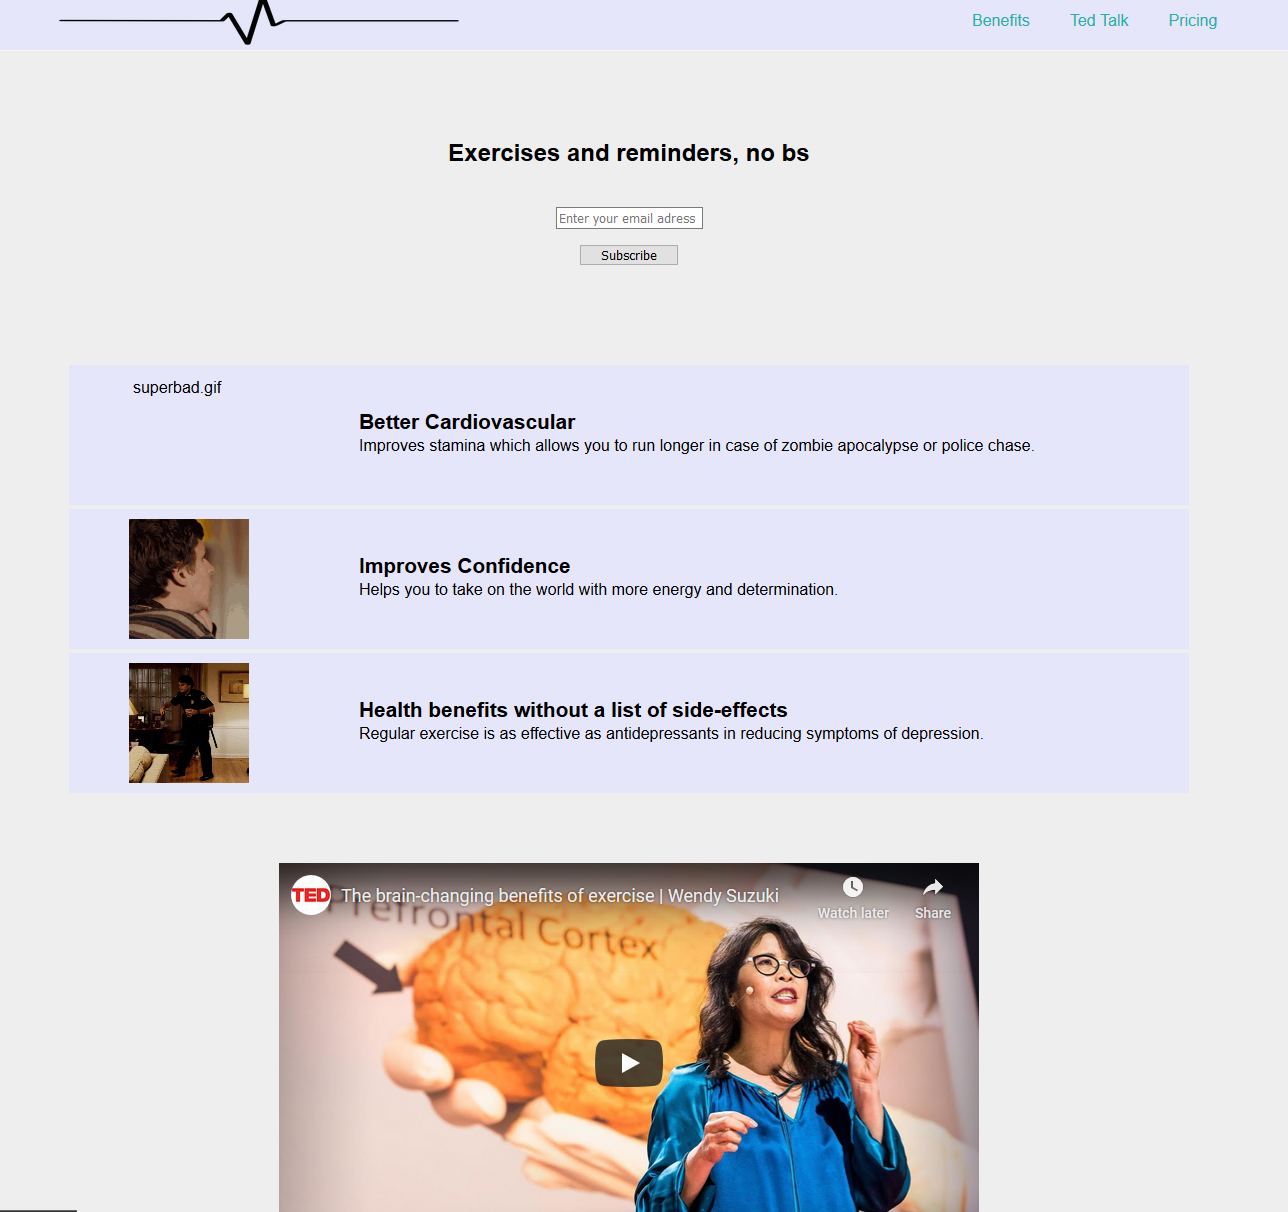 Benefits Ted Talk Pricing
Exercises and reminders, no bs
Enter your email adress
Subscribe
superbad.gif
Better Cardiovascular
Improves stamina which allows you to run longer in case of zombie apocalypse or police chase.
Improves Confidence
Helps you to take on the world with more energy and determination.
Health benefits without a list of side-effects
Regular exercise is as effective as antidepressants in reducing symptoms of depression.
TED The brain-changing benefits of exercise | Wendy Suzuki
Watch later Share
Prefrontal Cortex